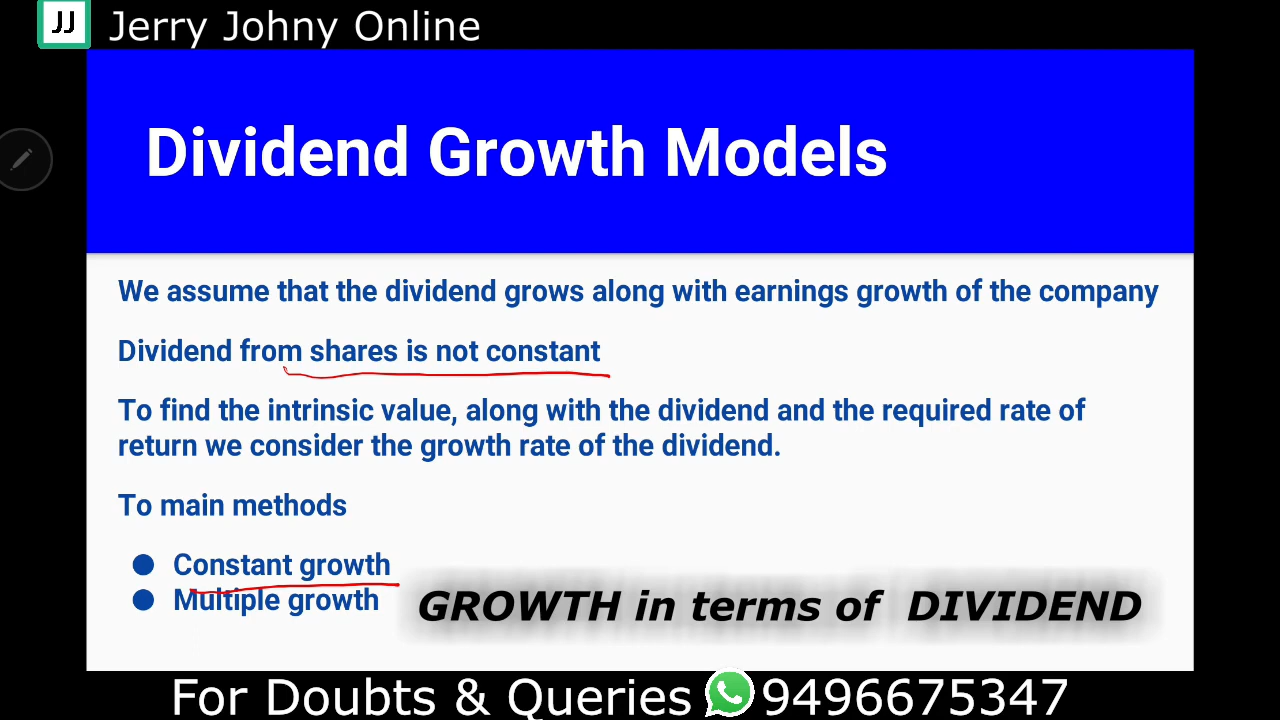 JJ Jerry Johny Online
Dividend Growth Models
We assume that the dividend grows along with earnings growth of the company
Dividend from shares is not constant
To find the intrinsic value, along with the dividend and the required rate of
return we consider the growth rate of the dividend.
To main methods
● Constant growth
● Multiple growth
GROWTH in terms of DIVIDEND
For Doubts & Queries 9496675347